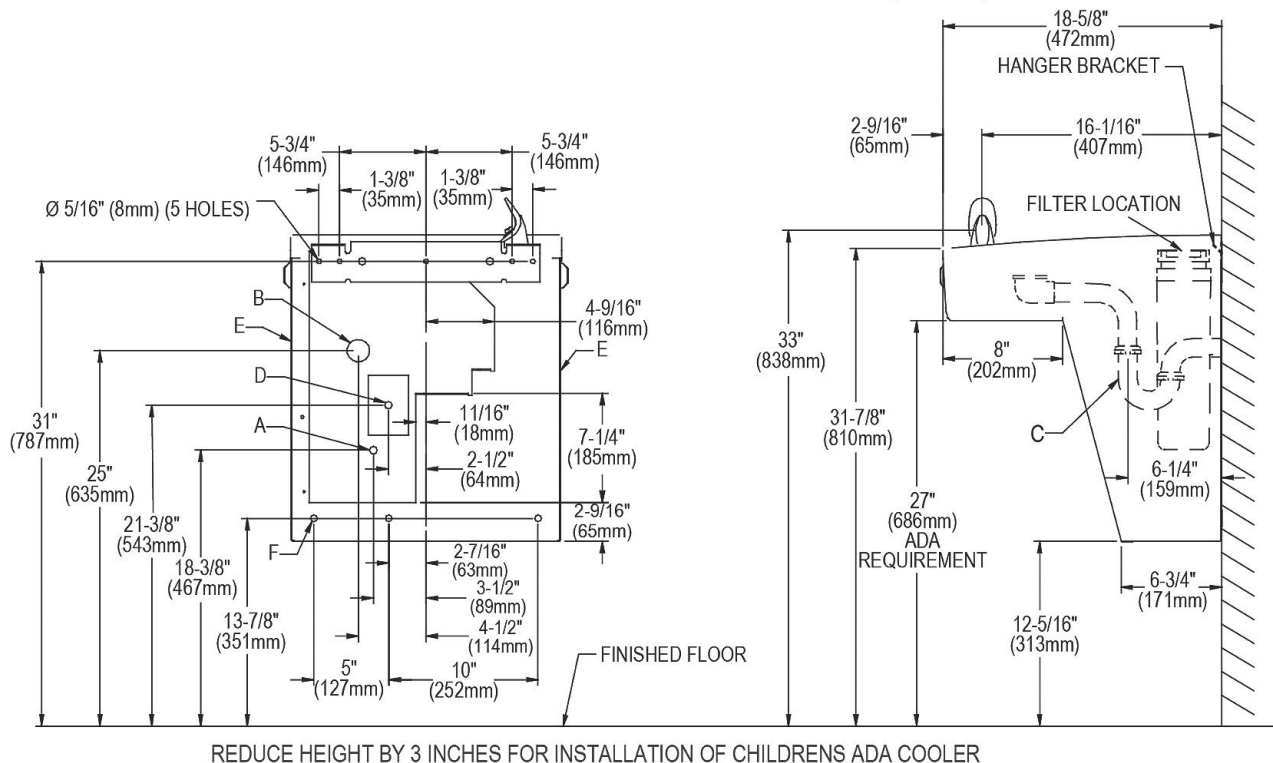 18-5/8"
(472mm)
HANGER BRACKET
2-9/16"
(65mm)
16-1/16"
(407mm)
FILTER LOCATION
5-3/4"
(146mm)
5-3/4"
(146mm)
1-3/8"
(35mm)
1-3/8"
(35mm)
Ø 5/16" (8mm) (5 HOLES)
B
E
D
A
E
F
4-9/16"
(116mm)
11/16"
(18mm)
7-1/4"
(185mm)
2-1/2"
(64mm)
2-9/16"
(65mm)
31"
(787mm)
25"
(635mm)
21-3/8"
(543mm)
18-3/8"
(467mm)
13-7/8"
(351mm)
2-7/16"
(63mm)
3-1/2"
(89mm)
4-1/2"
(114mm)
5"
(127mm)
10"
(252mm)
FINISHED FLOOR
33"
(838mm)
31-7/8"
(810mm)
8"
(202mm)
C
27"
(686mm)
ADA
REQUIREMENT
6-1/4"
(159mm)
6-3/4"
(171mm)
12-5/16"
(313mm)
REDUCE HEIGHT BY 3 INCHES FOR INSTALLATION OF CHILDRENS ADA COOLER